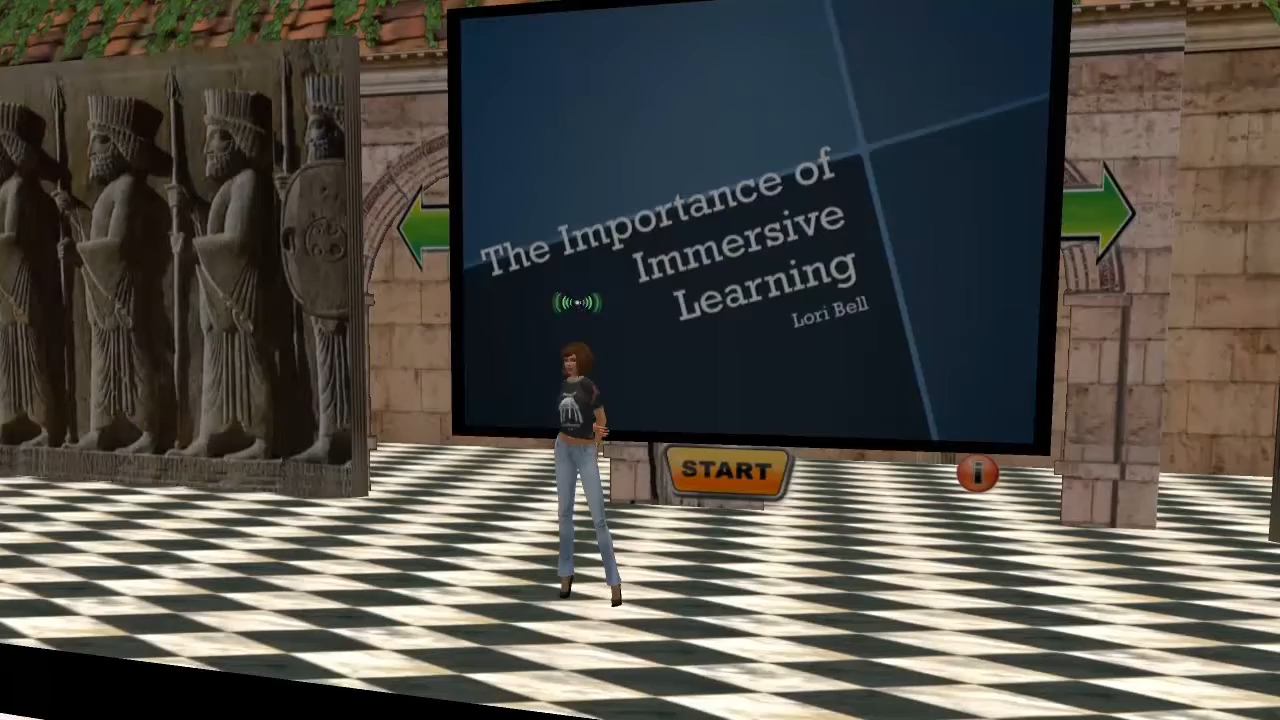 The Importance of
Immersive
Learning
Lori Bell
START
i